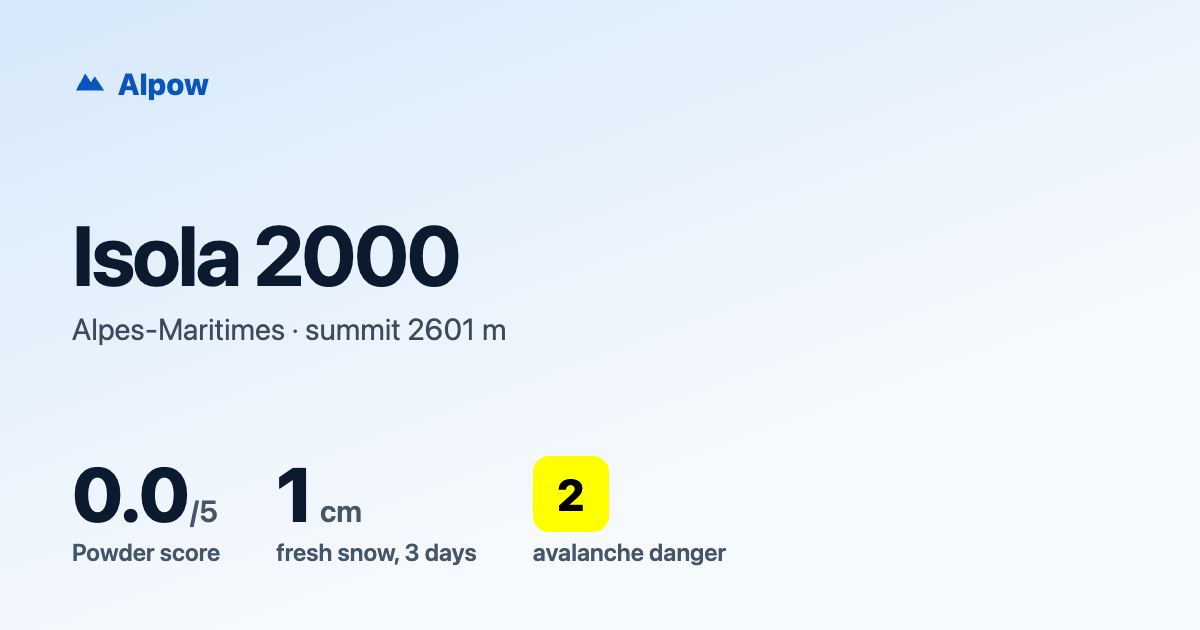 Alpow
Isola 2000
Alpes-Maritimes · summit 2601 m
0.0/5
Powder score
1 cm
fresh snow, 3 days
2
avalanche danger